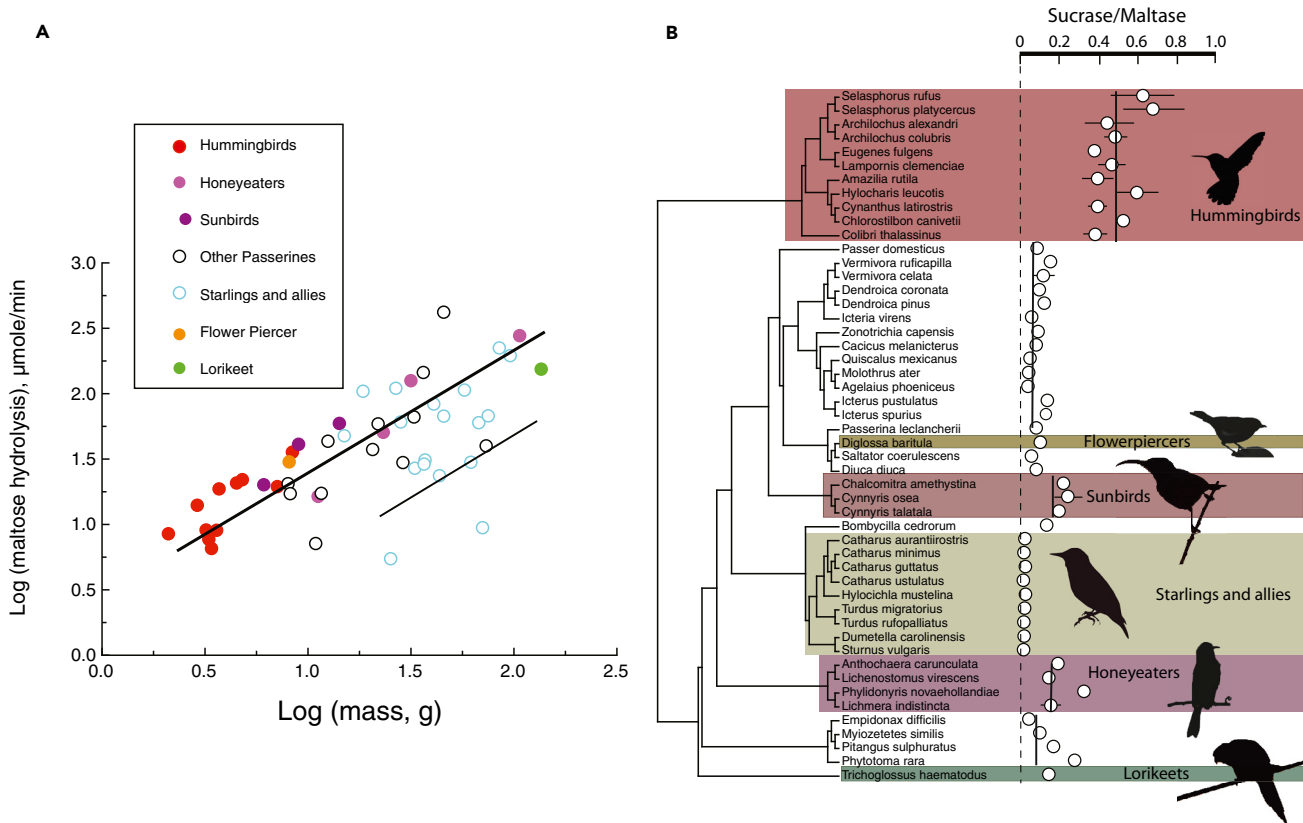 A
Hummingbirds
Honeyeaters
Sunbirds
Other Passerines
Starlings and allies
Flower Piercer
Lorikeet
Log (maltose hydrolysis), µmole/min
3.0
2.5
2.0
1.5
1.0
0.5
0.0
0.0
0.5
1.0
1.5
2.0
2.5
Log (mass, g)
B
Sucrase/Maltase
0
0.2
0.4
0.6
0.8
1.0
Selasphorus rufus
Selasphorus platycercus
Archilochus alexandri
Archilochus colubris
Eugenes fulgens
Lampornis clemenciae
Amazilia rutila
Hylocharis leucotis
Cynanthus latirostris
Chlorostilbon canivetii
Colibri thalassinus
Hummingbirds
Passer domesticus
Vermivora ruficapilla
Vermivora celata
Dendroica coronata
Dendroica pinus
Icteria virens
Zonotrichia capensis
Cacicus melanicterus
Quiscalus mexicanus
Molothrus ater
Agelaius phoeniceus
Icterus pustulatus
Icterus spurius
Passerina leclancherii
Diglossa baritula
Flowerpiercers
Saltator coerulescens
Diuca diuca
Chalcomitra amethystina
Cynnyris osea
Sunbirds
Cynnyris talatala
Bombycilla cedrorum
Catharus aurantiirostris
Catharus minimus
Catharus guttatus
Catharus ustulatus
Hylocichla mustelina
Starlings and allies
Turdus migratorius
Turdus rufopalliatus
Dumetella carolinensis
Sturnus vulgaris
Anthochaera carunculata
Honeyeaters
Lichenostomus virescens
Phylidonyris novaehollandiae
Lichmera indistincta
Empidonax difficilis
Myiozetetes similis
Pitangus sulphuratus
Phytotoma rara
Trichoglossus haematodus
Lorikeets